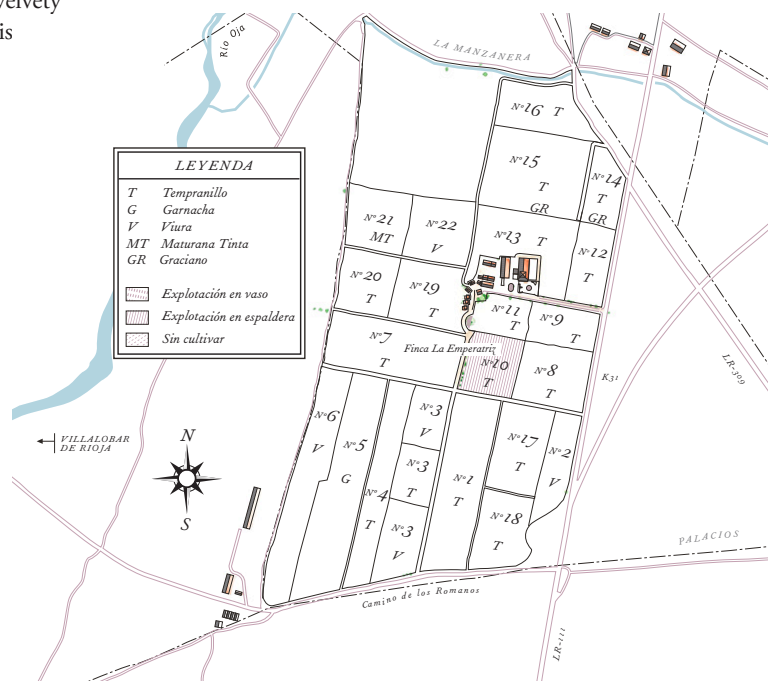 velvety
is
Río Oja
LA MANZANERA
LEYENDA
T Tempranillo
G Garnacha
V Viura
MT Maturana Tinta
GR Graciano
Explotación en vaso
Explotación en espaldera
Sin cultivar
Nº16 T
Nº15
T
GR
Nº14
T
GR
Nº21
MT
Nº22
V
Nº13 T
Nº12
T
Nº20
T
Nº19
T
Nº11
T
Nº9
T
Nº7
T
Finca La Emperatriz
Nº10
T
Nº8
T
K31
LR-309
Nº6
V
Nº5
G
Nº3
V
Nº3
T
Nº3
V
Nº4
T
Nº1
T
Nº17
T
Nº2
V
Nº18
T
VILLALOBAR
DE RIOJA
N
S
PALACIOS
Camino de los Romanos
LR-111